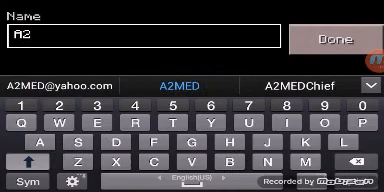 Name
A2
Done
A2MED@yahoo.com A2MED A2MEDChief
1 2 3 4 5 6 7 8 9 0
Q W E R T Y U I O P
A S D F G H J K L
Z X C V B N M
Sym English(US)
Recorded by mobizen